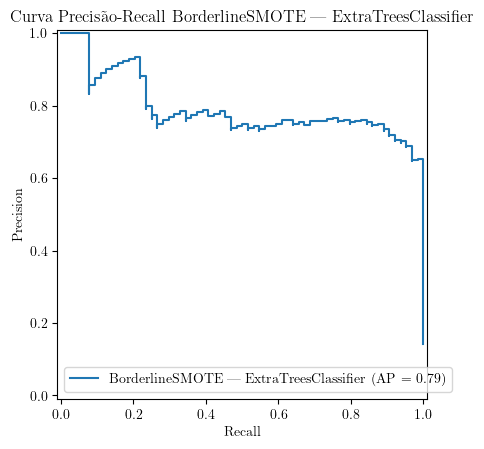 Curva Precisão-Recall BorderlineSMOTE — ExtraTreesClassifier
1.0
0.8
0.6
0.4
0.2
0.0
Precision
BorderlineSMOTE — ExtraTreesClassifier (AP = 0.79)
0.0 0.2 0.4 0.6 0.8 1.0
Recall